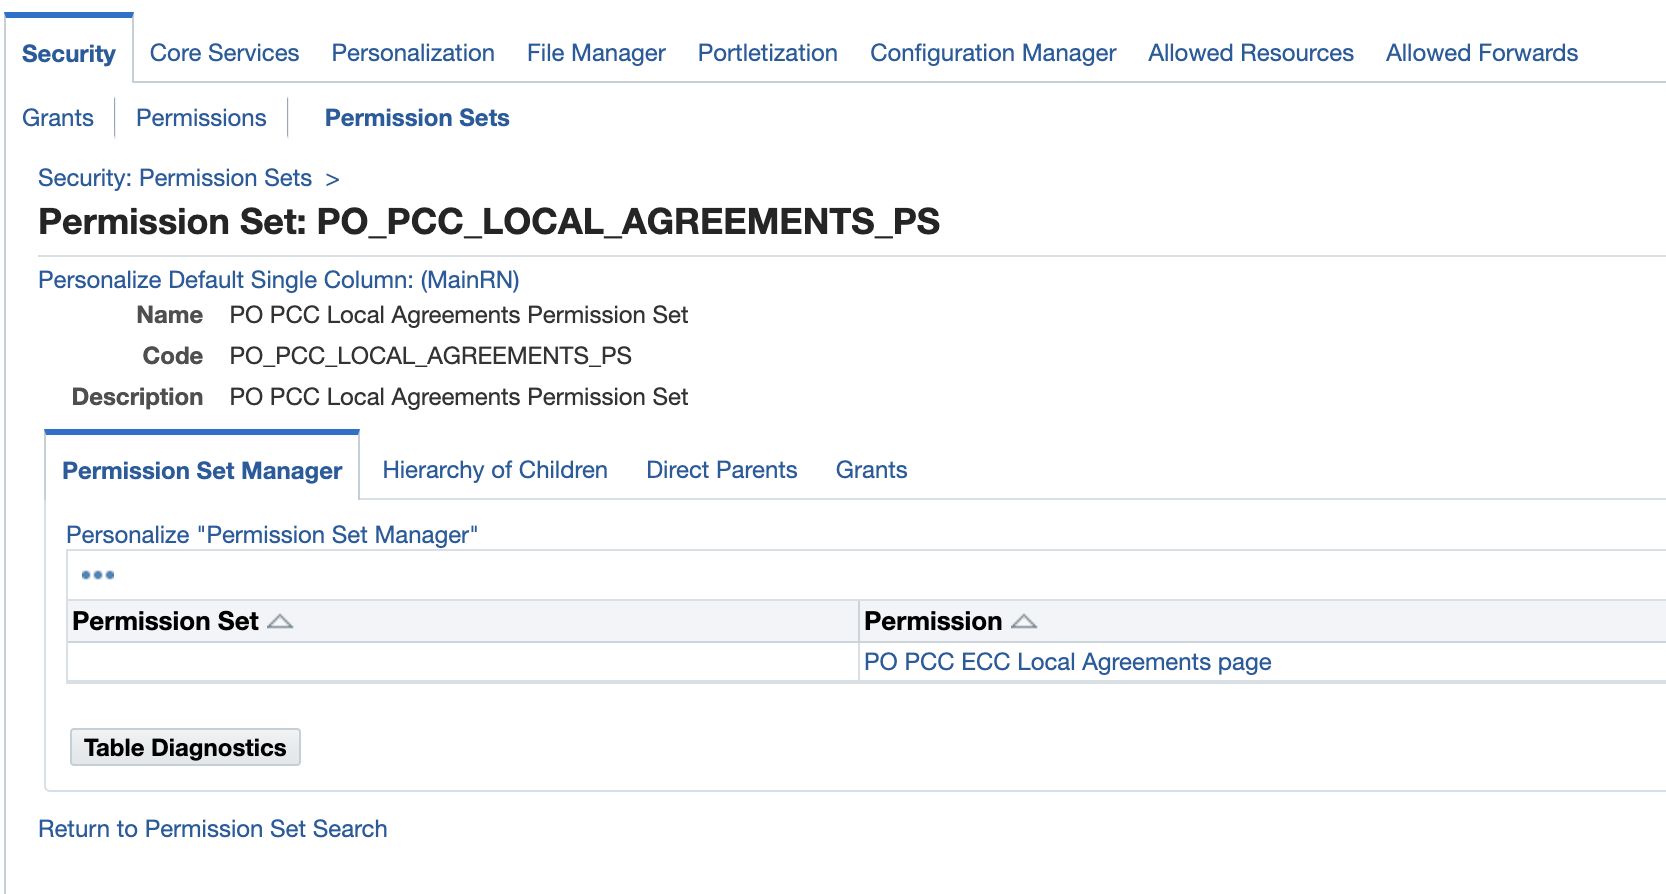 Security Core Services Personalization File Manager Portletization Configuration Manager Allowed Resources Allowed Forwards
Grants Permissions Permission Sets
Security: Permission Sets >
Permission Set: PO_PCC_LOCAL_AGREEMENTS_PS
Personalize Default Single Column: (MainRN)
Name PO PCC Local Agreements Permission Set
Code PO_PCC_LOCAL_AGREEMENTS_PS
Description PO PCC Local Agreements Permission Set
Permission Set Manager Hierarchy of Children Direct Parents Grants
Personalize "Permission Set Manager"
Permission Set Permission
PO PCC ECC Local Agreements page
Table Diagnostics
Return to Permission Set Search